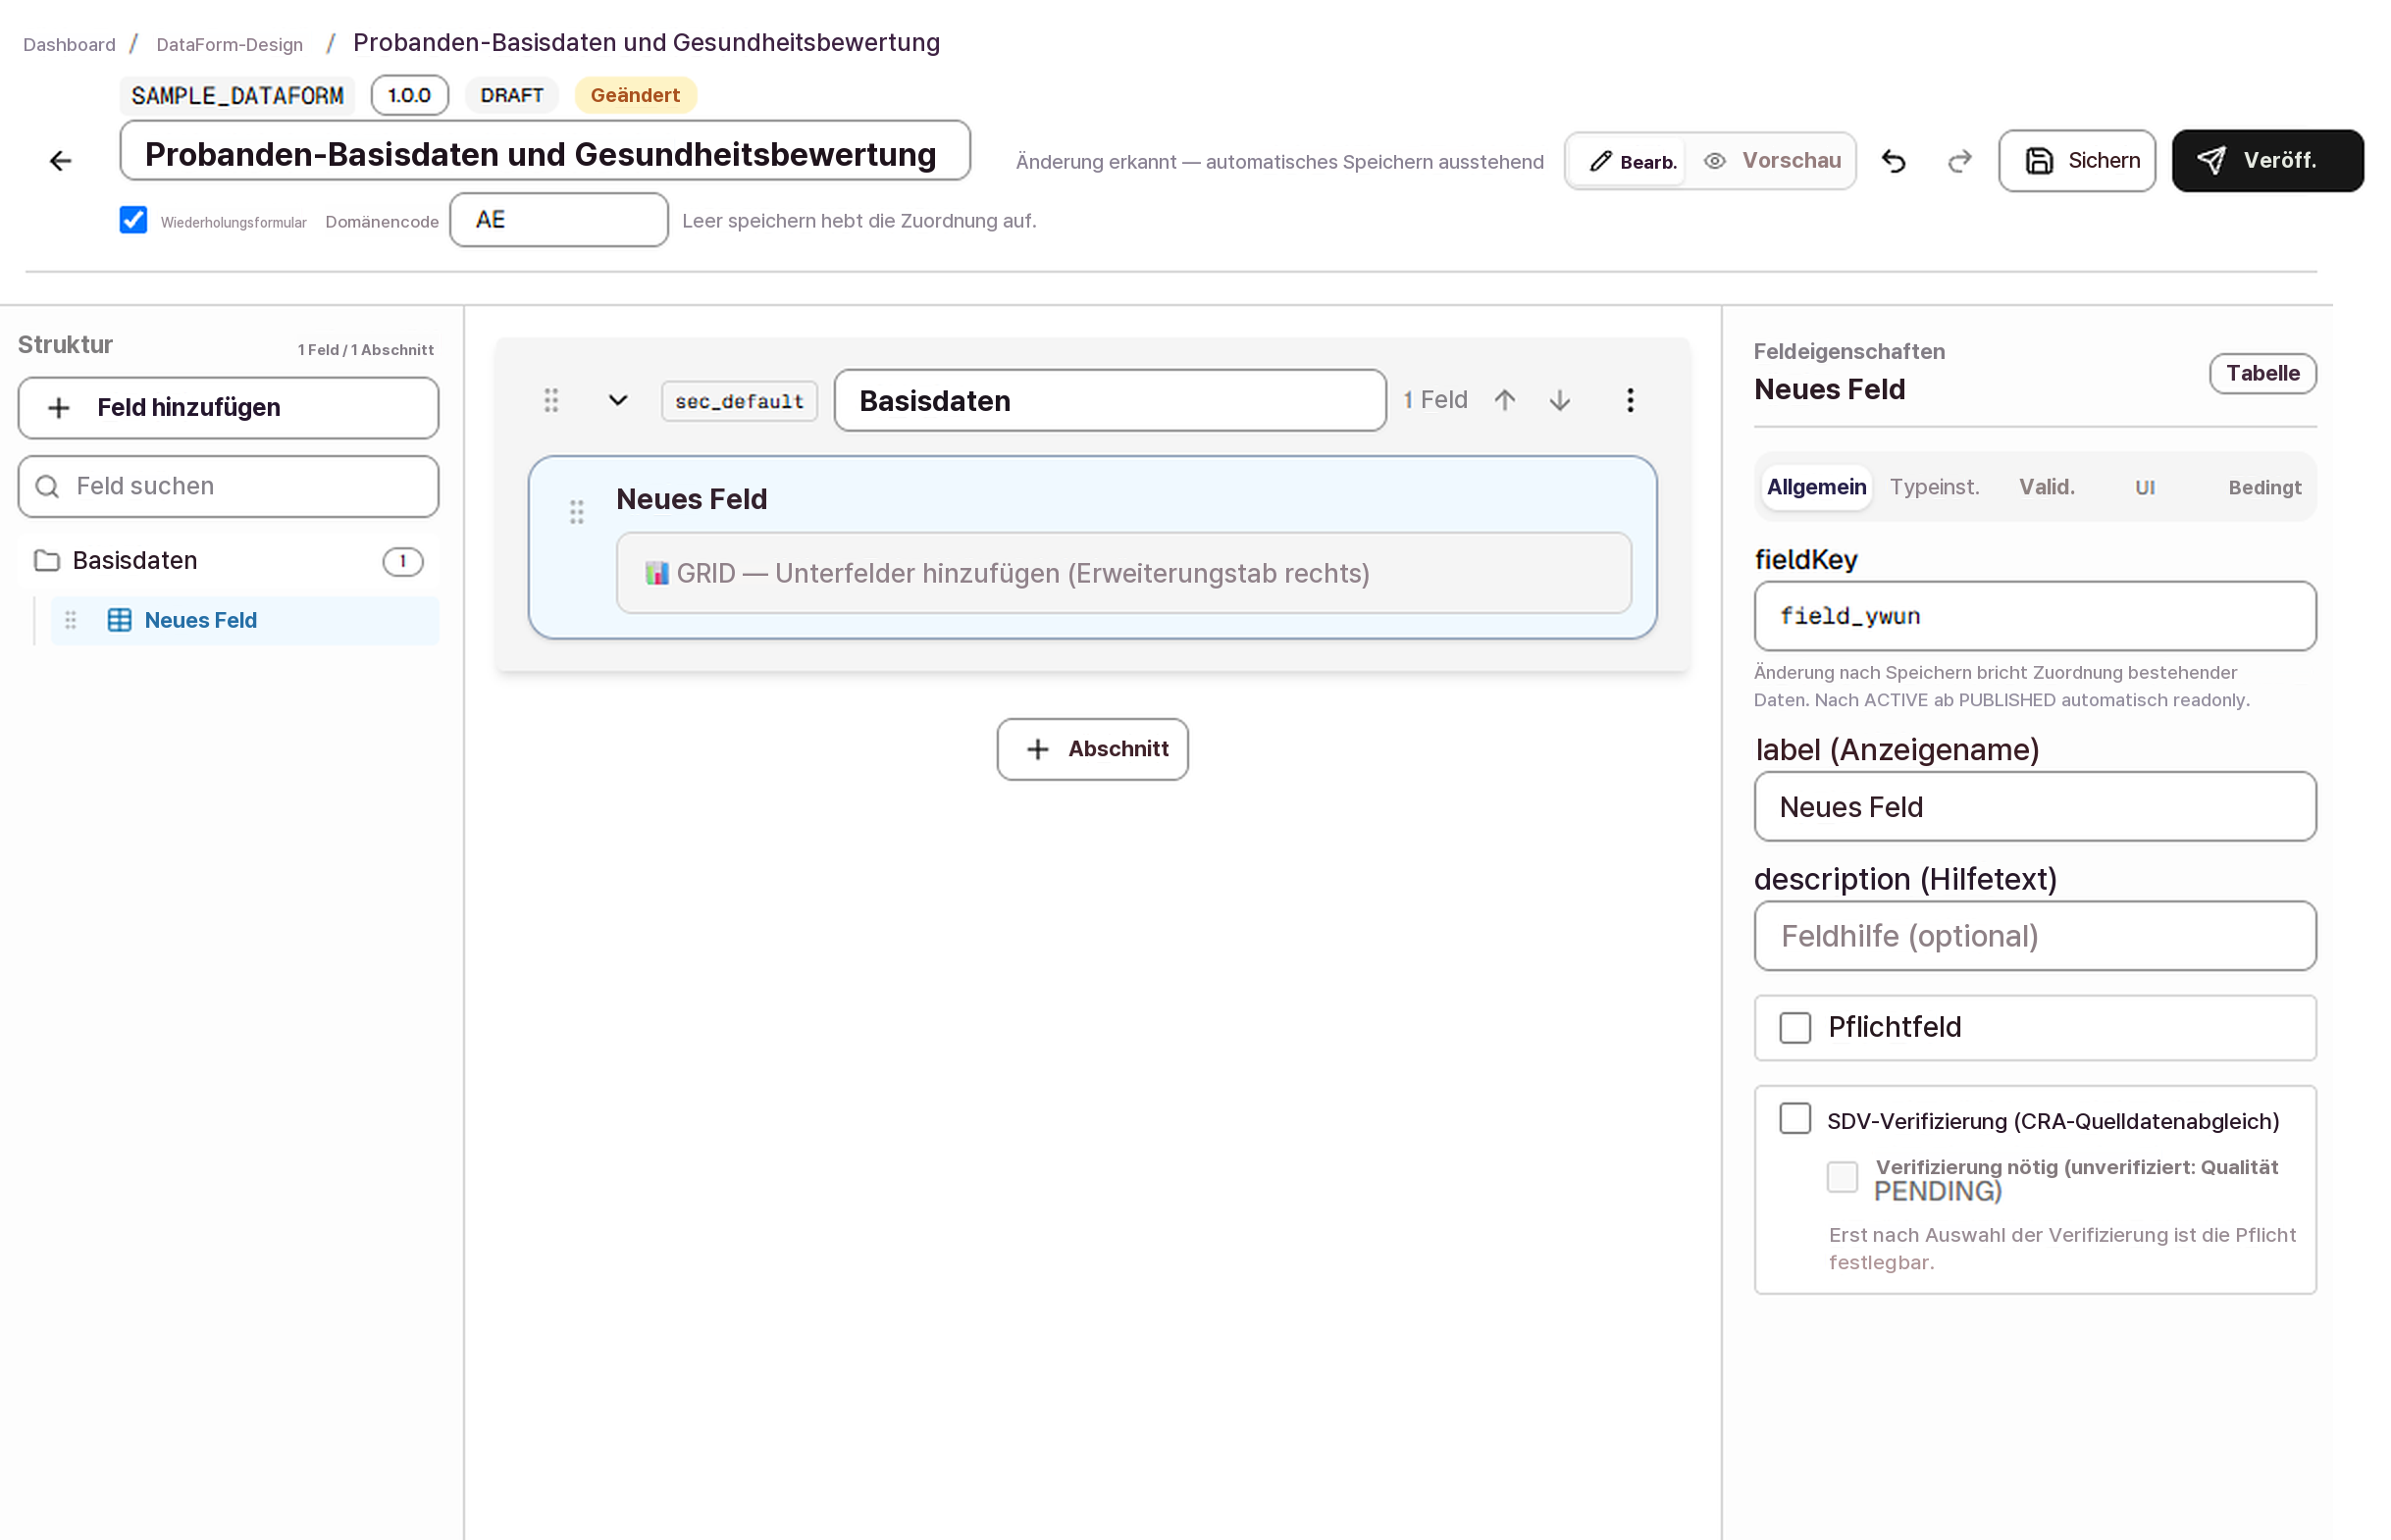 Dashboard / DataForm-Design / Probanden-Basisdaten und Gesundheitsbewertung
SAMPLE_DATAFORM 1.0.0 DRAFT Geändert
Probanden-Basisdaten und Gesundheitsbewertung
Änderung erkannt — automatisches Speichern ausstehend
Bearb. Vorschau
Sichern
Veröff.
Wiederholungsformular Domänencode AE Leer speichern hebt die Zuordnung auf.
Struktur 1 Feld / 1 Abschnitt
Feld hinzufügen
Feld suchen
Basisdaten 1
Neues Feld
sec_default Basisdaten 1 Feld
Neues Feld
GRID — Unterfelder hinzufügen (Erweiterungstab rechts)
Abschnitt
Feldeigenschaften
Neues Feld
Tabelle
Allgemein Typeinst. Valid. UI Bedingt
fieldKey
field_ywun
Änderung nach Speichern bricht Zuordnung bestehender
Daten. Nach ACTIVE ab PUBLISHED automatisch readonly.
label (Anzeigename)
Neues Feld
description (Hilfetext)
Feldhilfe (optional)
Pflichtfeld
SDV-Verifizierung (CRA-Quelldatenabgleich)
Verifizierung nötig (unverifiziert: Qualität
PENDING)
Erst nach Auswahl der Verifizierung ist die Pflicht
festlegbar.